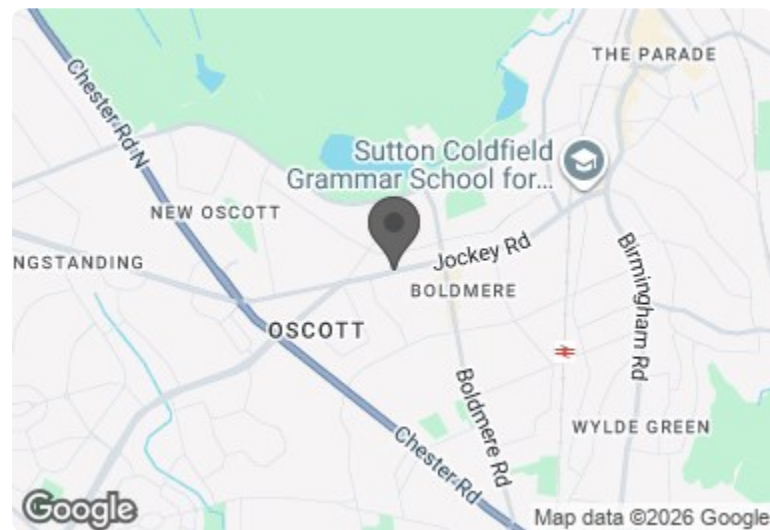 THE PARADE
Chester Rd N
Sutton Coldfield
Grammar School for...
NEW OSCOTT
NGSTANDING
Jockey Rd
Birmingham Rd
BOLDMERE
OSCOTT
Boldmere Rd
WYLDE GREEN
Chester Rd
Google
Map data ©2026 Google